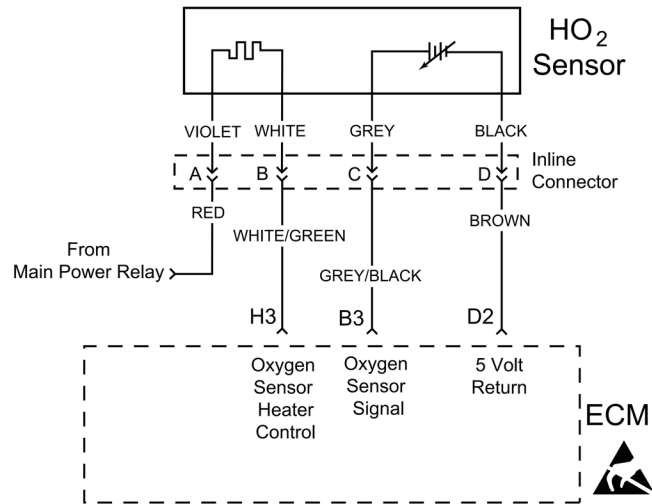 HO2
Sensor
VIOLET WHITE GREY BLACK
A B C D
Inline
Connector
RED
BROWN
WHITE/GREEN
From
Main Power Relay
GREY/BLACK
H3 B3 D2
Oxygen
Sensor
Heater
Control
Oxygen
Sensor
Signal
5 Volt
Return
ECM